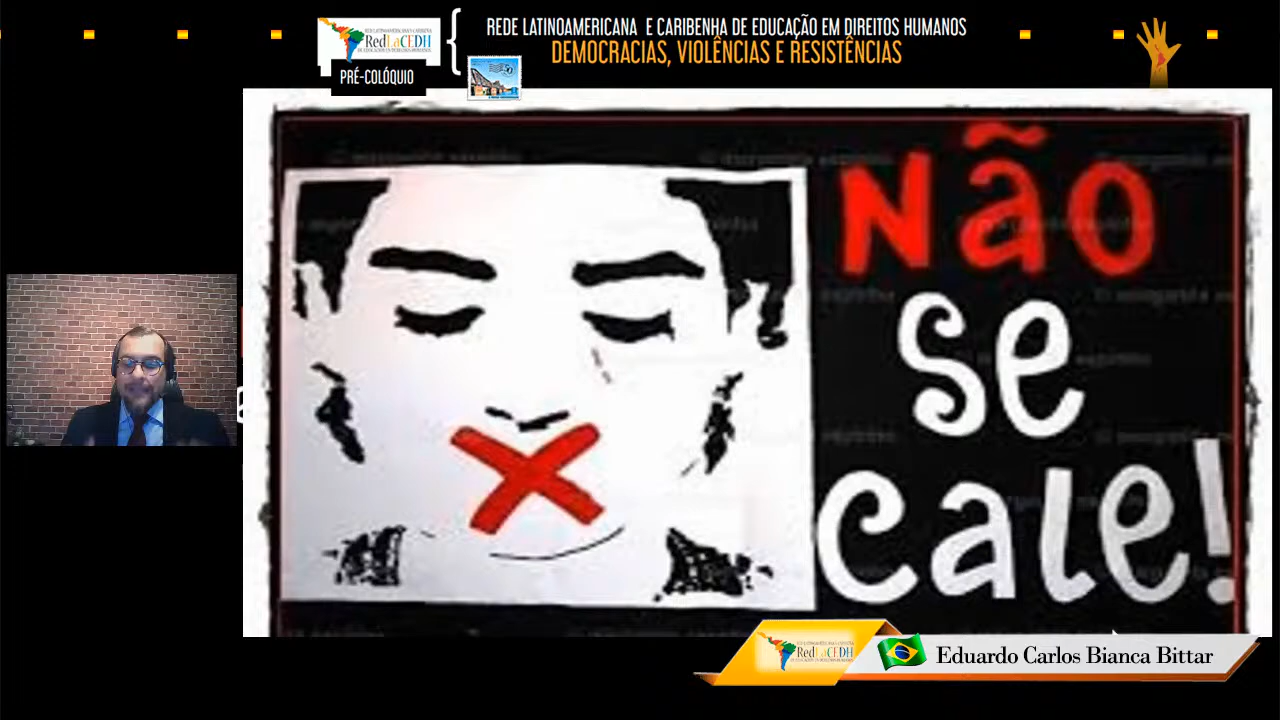 RedLaCEDH
PRÉ-COLÓQUIO
REDE LATINOAMERICANA E CARIBENHA DE EDUCAÇÃO EM DIREITOS HUMANOS
DEMOCRACIAS, VIOLÊNCIAS E RESISTÊNCIAS
Não
se
cale!
RedLaCEDH
Eduardo Carlos Bianca Bittar